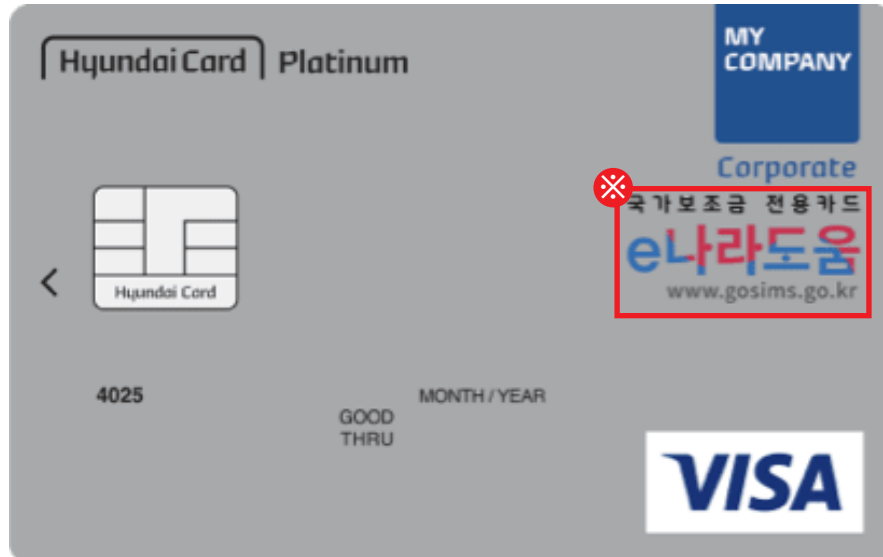 Hyundai Card Platinum
MY
COMPANY
Corporate
※
국가보조금 전용카드
e나라도움
www.gosims.go.kr
Hyundai Card
4025
MONTH / YEAR
GOOD
THRU
VISA